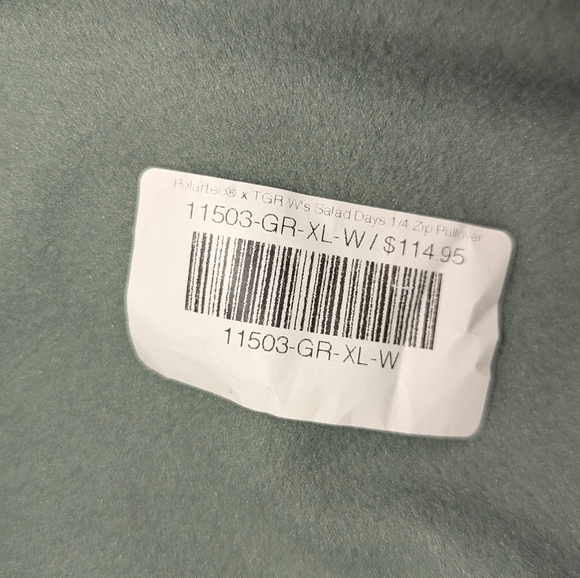 Polartec® x TGR W's Salad Days 1/4 Zip Pullover
11503-GR-XL-W / $114.95
11503-GR-XL-W